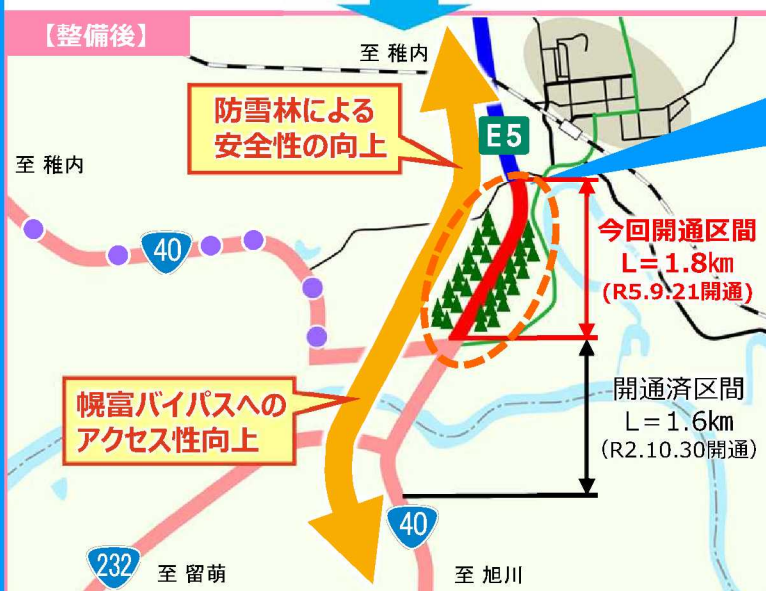 【整備後】
至 稚内
防雪林による
安全性の向上
E5
至 稚内
40
今回開通区間
L=1.8㎞
(R5.9.21開通)
幌富バイパスへの
アクセス性向上
開通済区間
L=1.6㎞
(R2.10.30開通)
40
232
至 留萌
至 旭川